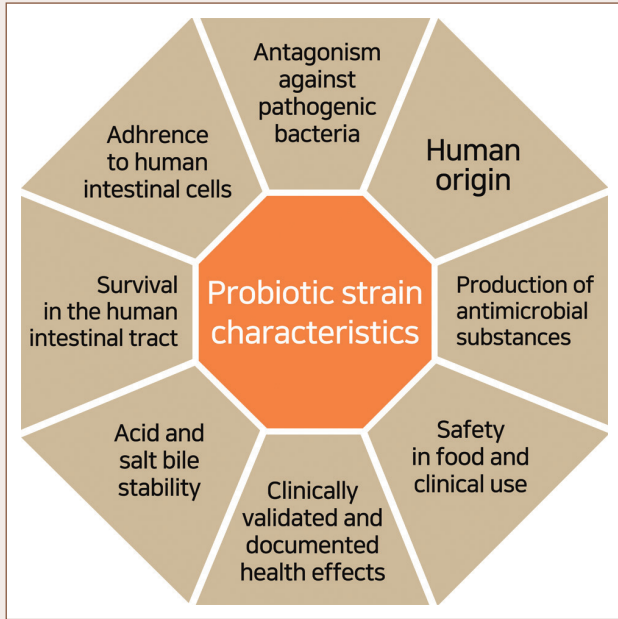 Antagonism
against
pathogenic
bacteria
Human
origin
Production of
antimicrobial
substances
Safety
in food and
clinical use
Clinically
validated and
documented
health effects
Acid and
salt bile
stability
Survival
in the human
intestinal tract
Adhrence
to human
intestinal cells
Probiotic strain
characteristics